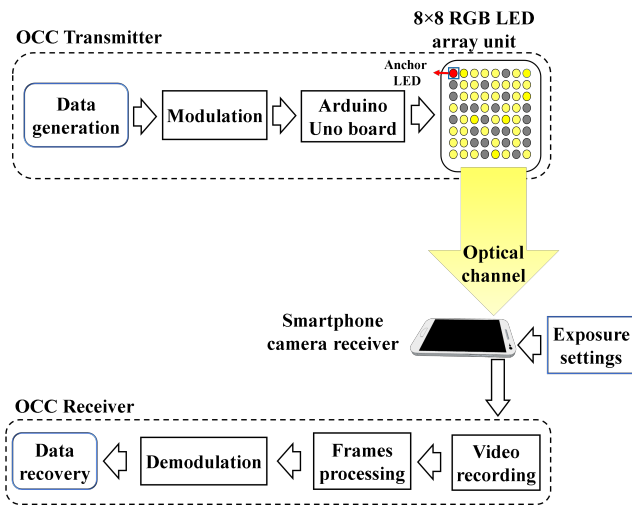 8×8 RGB LED
array unit
OCC Transmitter
Anchor
LED
Data
generation
Modulation
Arduino
Uno board
Optical
channel
Smartphone
camera receiver
Exposure
settings
OCC Receiver
Data
recovery
Demodulation
Frames
processing
Video
recording